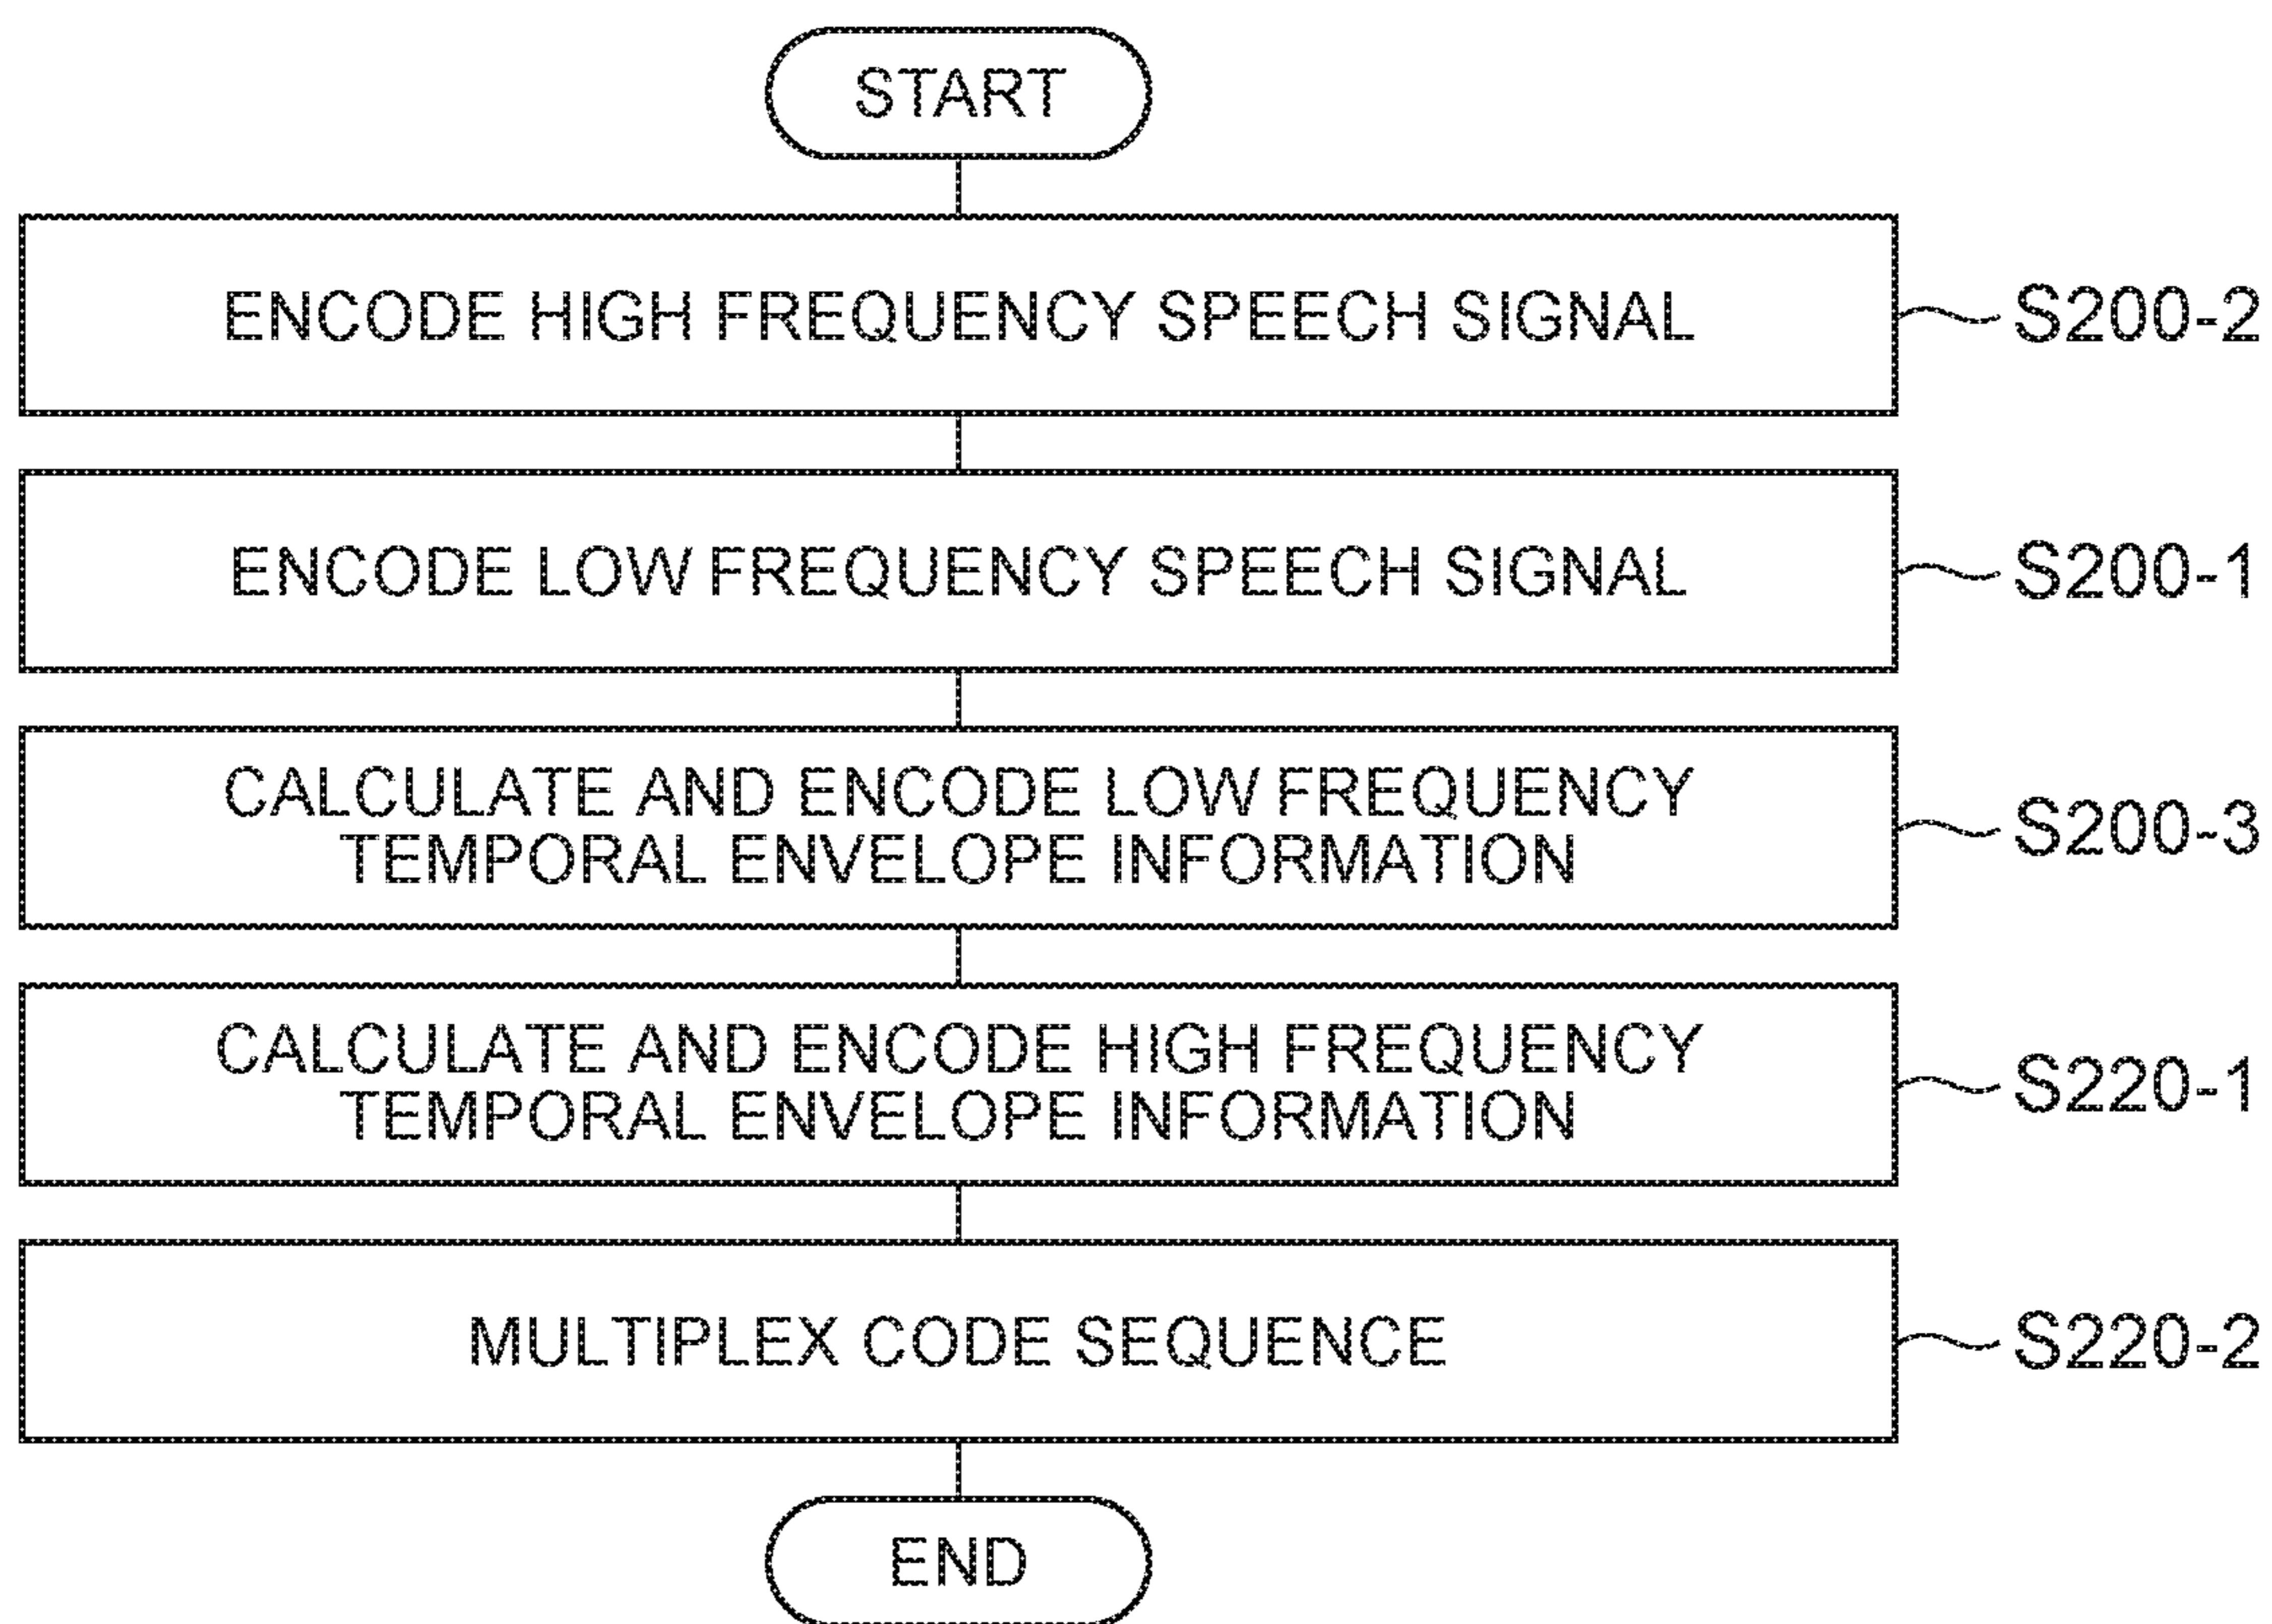 START
ENCODE HIGH FREQUENCY SPEECH SIGNAL
S200-2
ENCODE LOW FREQUENCY SPEECH SIGNAL
S200-1
CALCULATE AND ENCODE LOW FREQUENCY
TEMPORAL ENVELOPE INFORMATION
S200-3
CALCULATE AND ENCODE HIGH FREQUENCY
TEMPORAL ENVELOPE INFORMATION
S220-1
MULTIPLEX CODE SEQUENCE
S220-2
END